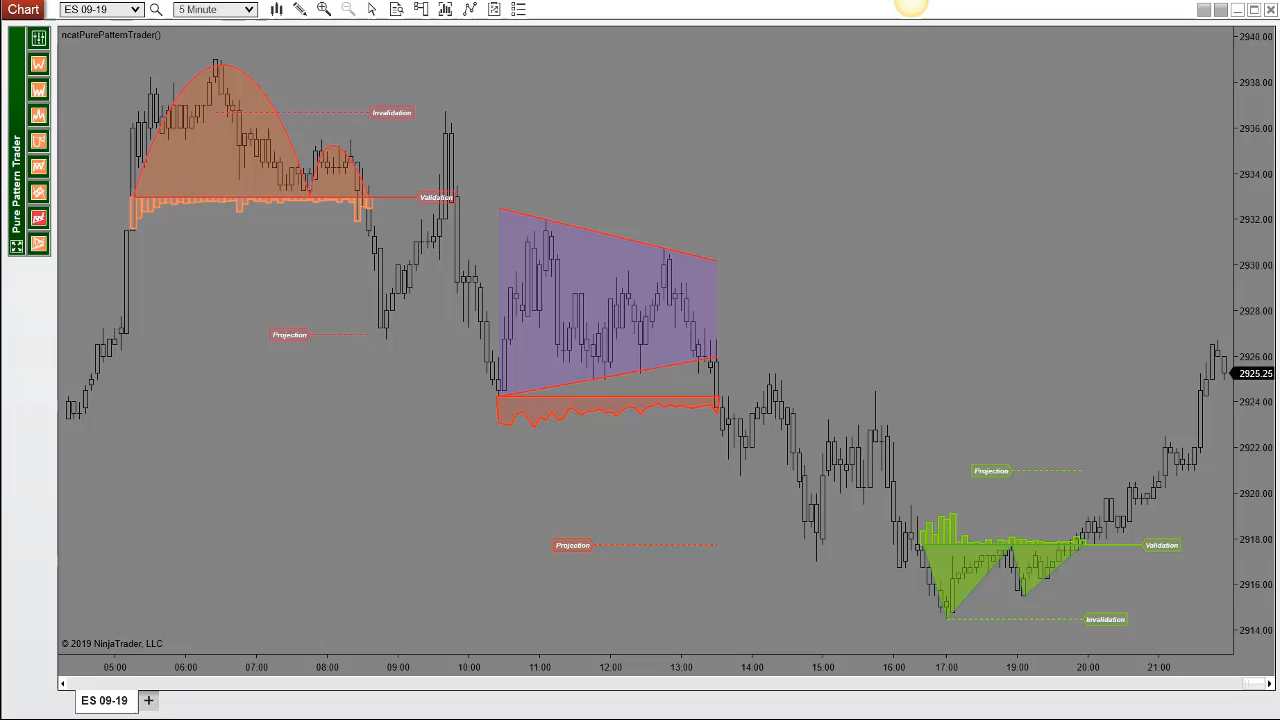 Chart
ES 09-19
5 Minute
ncatPurePatternTrader()
Pure Pattern Trader
Invalidation
Validation
Projection
Projection
Projection
Validation
Invalidation
2940.00
2938.00
2936.00
2934.00
2932.00
2930.00
2928.00
2926.00
2925.25
2924.00
2922.00
2920.00
2918.00
2916.00
2914.00
© 2019 NinjaTrader, LLC
05:00 06:00 07:00 08:00 09:00 10:00 11:00 12:00 13:00 14:00 15:00 16:00 17:00 19:00 20:00 21:00
ES 09-19